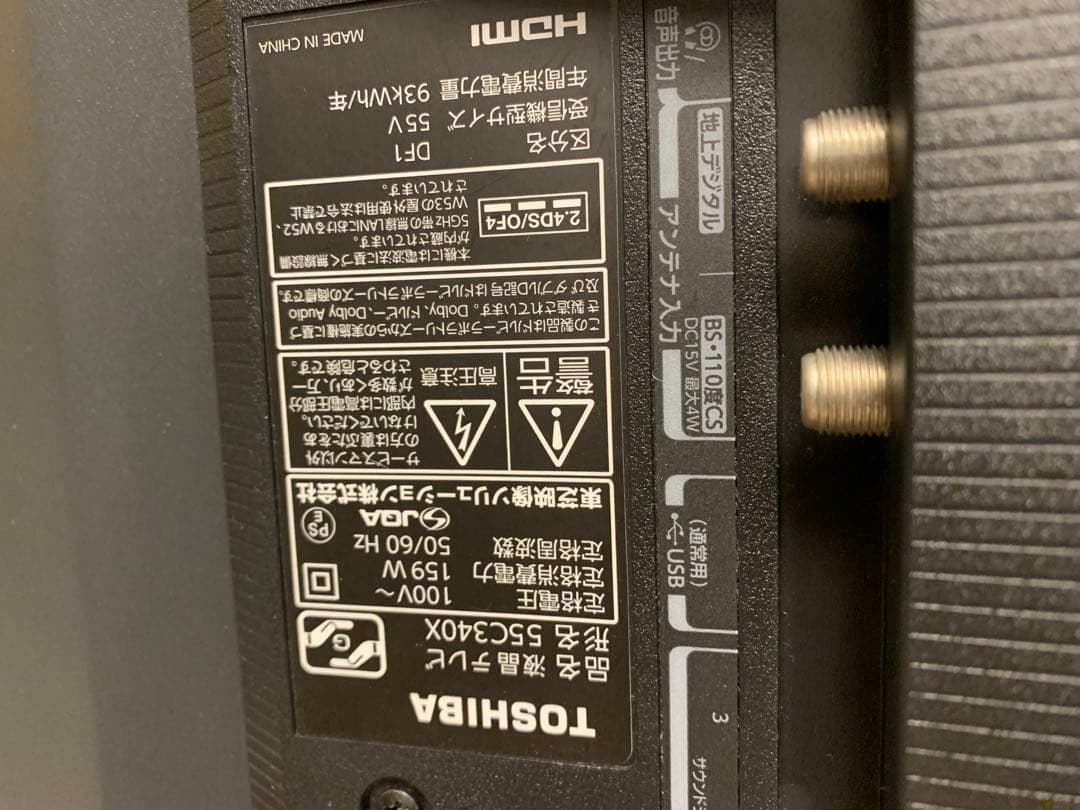 TOSHIBA
品名 液晶テレビ
形名 55C340X
定格電圧 100V～
定格消費電力 159W
定格周波数 50/60 Hz
JQA
PS
E
東芝映像ソリューション株式会社
警告
高圧注意
サービスマン以外
の方は裏ぶたをあ
けないでください。
内部には高電圧部分
が数多くあり、万一
さわると危険です。
この製品はドルビーラボラトリーズからの実施権に基づ
き製造されています。Dolby、ドルビー、Dolby Audio
及びダブルD記号はドルビーラボラトリーズの商標です。
2.4DS/OF4
本機には電波法に基づく無線設備
が内蔵されています。
5GHz帯の無線LANにおけるW52、
W53の屋外使用は法令で禁止
されています。
区分名 DF1
受信機型サイズ 55V
年間消費電力量 93kWh/年
HDMI
MADE IN CHINA
/
音声出力
アンテナ入力
地上デジタル
BS・110度CS
DC15V 最大4W
USB
(通常用)
3
サウンド